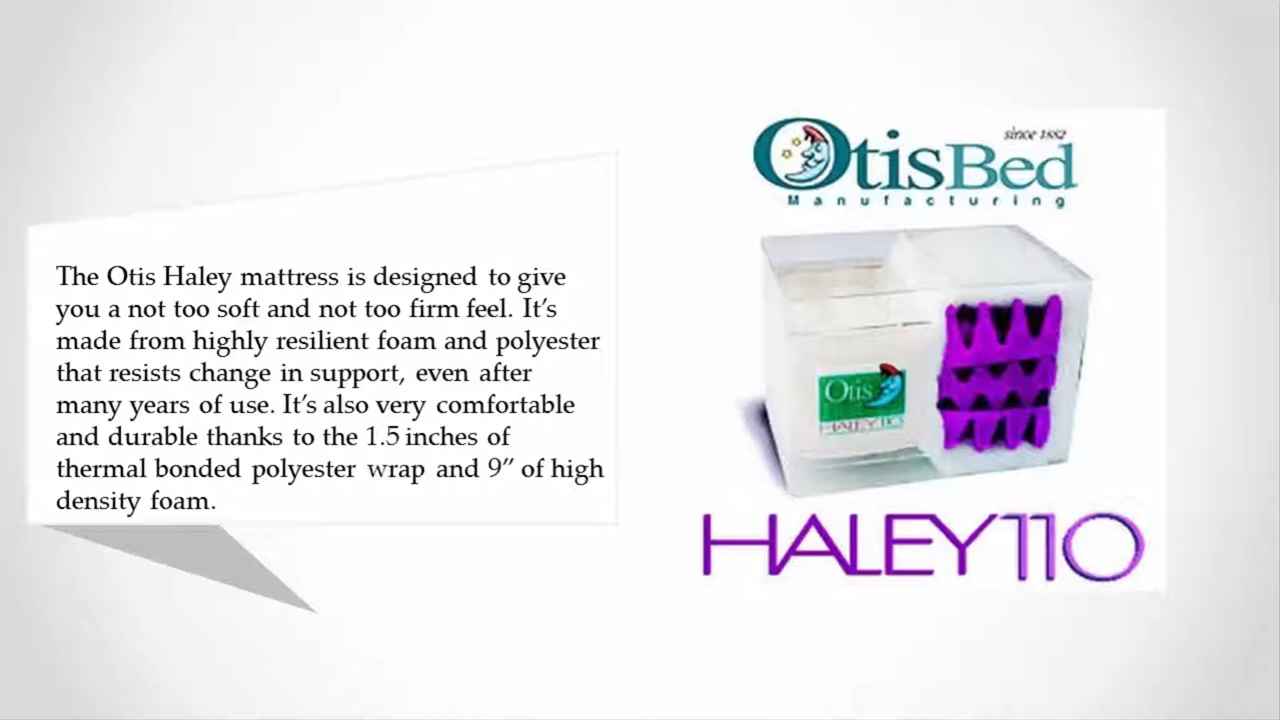 The Otis Haley mattress is designed to give
you a not too soft and not too firm feel. It’s
made from highly resilient foam and polyester
that resists change in support, even after
many years of use. It’s also very comfortable
and durable thanks to the 1.5 inches of
thermal bonded polyester wrap and 9” of high
density foam.
since 1882
OtisBed
Manufacturing
Otis
HALEY110
HALEY110